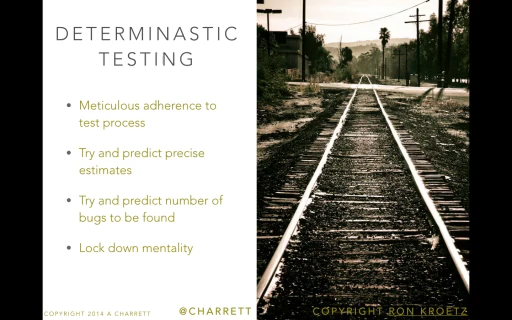 DETERMINASTIC
TESTING
• Meticulous adherence to
test process
• Try and predict precise
estimates
• Try and predict number of
bugs to be found
• Lock down mentality
COPYRIGHT 2014 A CHARRETT
@CHARRETT
COPYRIGHT RON KROETZ